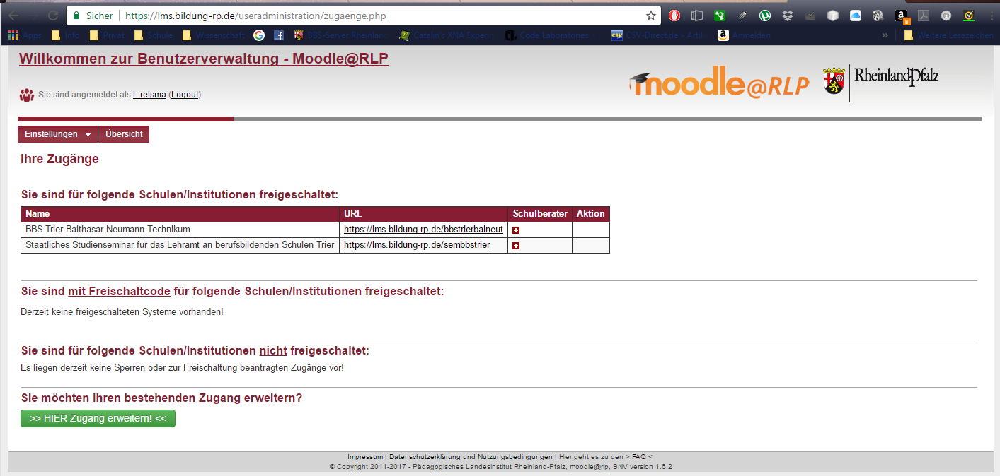 Sicher https://lms.bildung-rp.de/useradministration/zugaenge.php
Apps Info Privat Schule Wissenschaft BBS-Server Rheinlan Catalin's XNA Experim Code Laboratories » CSV-Direct.de » Artik Anmelden » Weitere Lesezeichen
8
Willkommen zur Benutzerverwaltung - Moodle@RLP
moodle@RLP
RheinlandPfalz
Sie sind angemeldet als l_reisma (Logout)
Einstellungen Übersicht
Ihre Zugänge
Sie sind für folgende Schulen/Institutionen freigeschaltet:
Name URL Schulberater Aktion
BBS Trier Balthasar-Neumann-Technikum https://lms.bildung-rp.de/bbstrierbalneut
Staatliches Studienseminar für das Lehramt an berufsbildenden Schulen Trier https://lms.bildung-rp.de/sembbstrier
Sie sind mit Freischaltcode für folgende Schulen/Institutionen freigeschaltet:
Derzeit keine freigeschalteten Systeme vorhanden!
Sie sind für folgende Schulen/Institutionen nicht freigeschaltet:
Es liegen derzeit keine Sperren oder zur Freischaltung beantragten Zugänge vor!
Sie möchten Ihren bestehenden Zugang erweitern?
>> HIER Zugang erweitern! <<
Impressum | Datenschutzerklärung und Nutzungsbedingungen | Hier geht es zu den > FAQ <
© Copyright 2011-2017 - Pädagogisches Landesinstitut Rheinland-Pfalz, moodle@rlp, BNV version 1.6.2